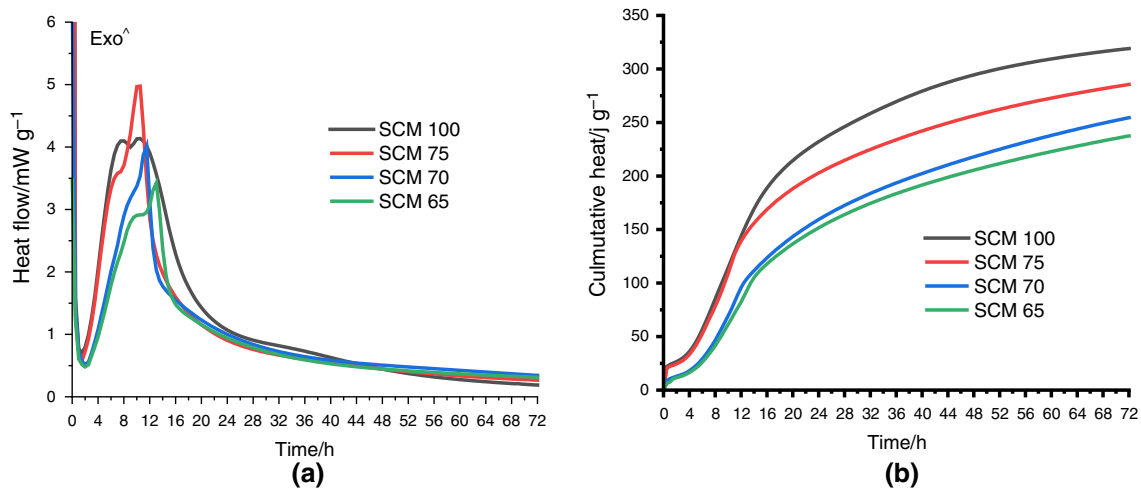 Exo^
6
5
4
3
2
1
0
Heat flow/mW g⁻¹
SCM 100
SCM 75
SCM 70
SCM 65
0 4 8 12 16 20 24 28 32 36 40 44 48 52 56 60 64 68 72
Time/h
(a)
350
300
250
200
150
100
50
0
Culmutative heat/j g⁻¹
SCM 100
SCM 75
SCM 70
SCM 65
0 4 8 12 16 20 24 28 32 36 40 44 48 52 56 60 64 68 72
Time/h
(b)